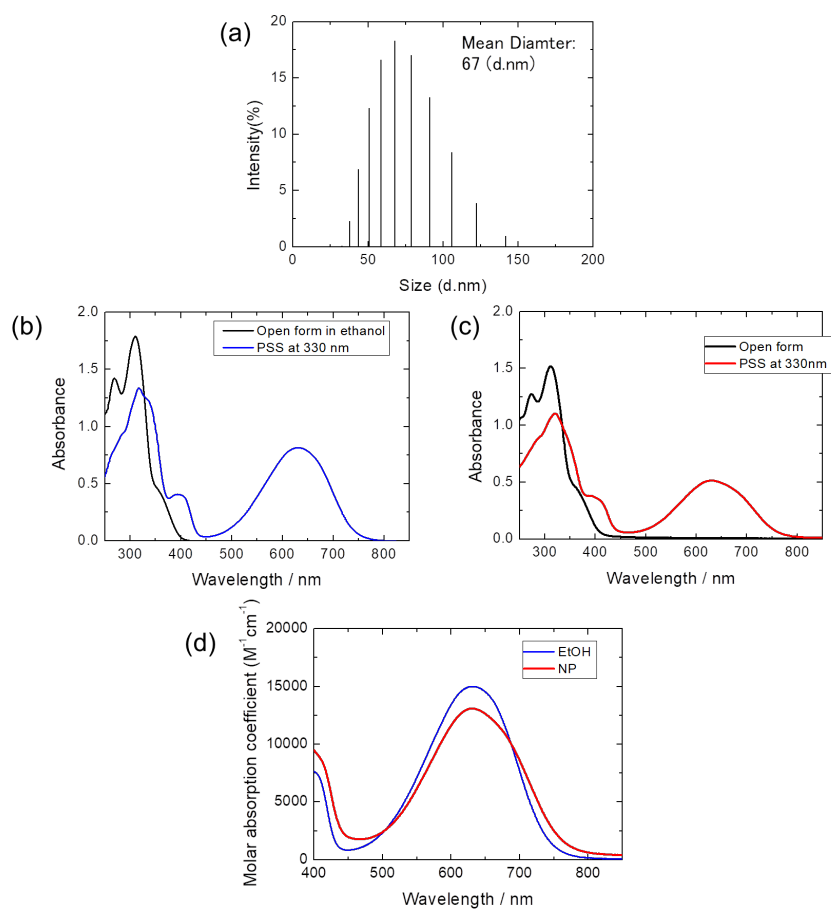 (a)
Mean Diamter:
67 (d.nm)
20
15
10
5
0
Intensity(%)
0 50 100 150 200
Size (d.nm)
(b)
2.0
1.5
1.0
0.5
0.0
Absorbance
Open form in ethanol
PSS at 330 nm
300 400 500 600 700 800
Wavelength / nm
(c)
2.0
1.5
1.0
0.5
0.0
Absorbance
Open form
PSS at 330nm
300 400 500 600 700 800
Wavelength / nm
(d)
20000
15000
10000
5000
0
Molar absorption coefficient (M⁻¹cm⁻¹)
EtOH
NP
400 500 600 700 800
Wavelength / nm